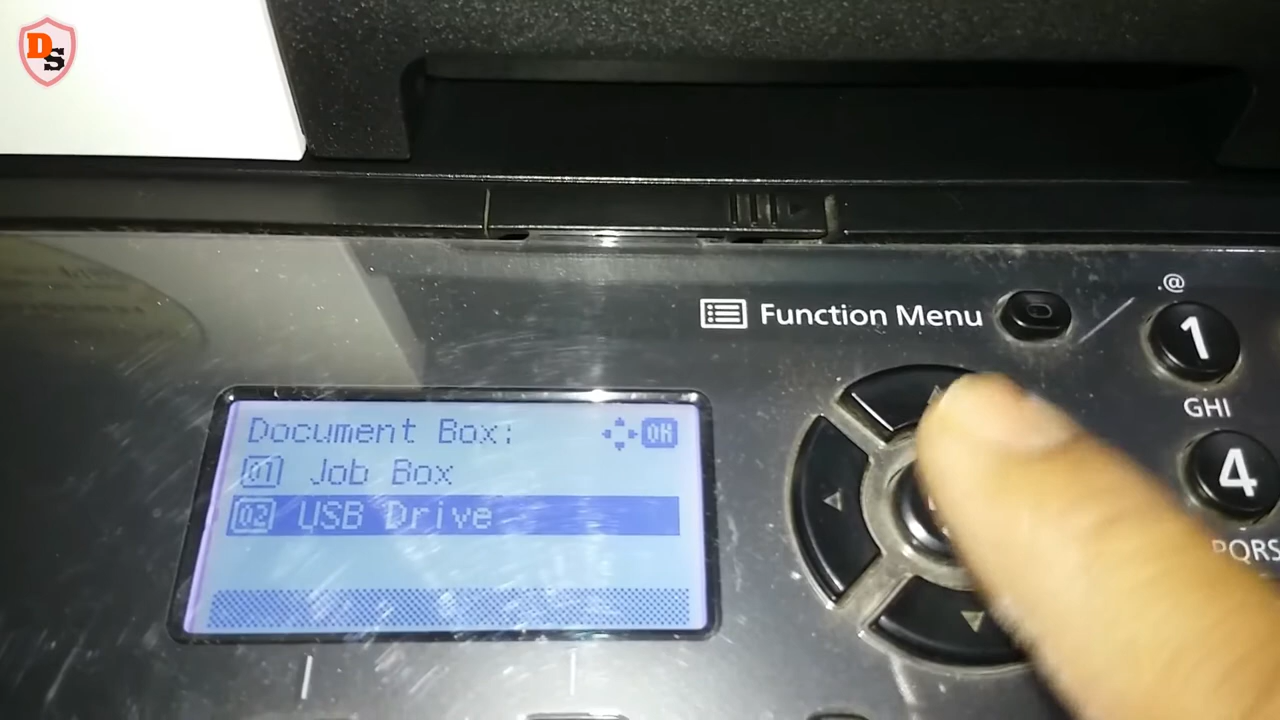 DS
Function Menu
.@
1
GHI
4
PQRS
Document Box:
OK
01 Job Box
02 USB Drive